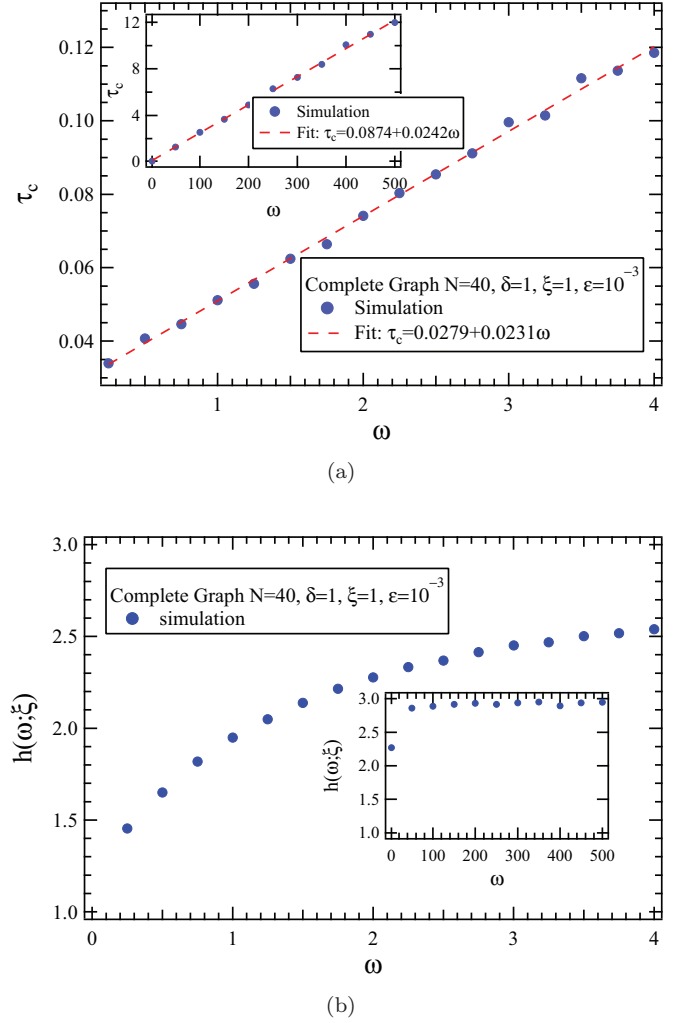 0.12
0.10
0.08
0.06
0.04
τc
1
2
3
4
ω
12
8
4
0
τc
0
100
200
300
400
500
ω
Simulation
Fit: τc=0.0874+0.0242ω
Complete Graph N=40, δ=1, ξ=1, ε=10⁻³
Simulation
Fit: τc=0.0279+0.0231ω
(a)
3.0
2.5
2.0
1.5
1.0
h(ω;ξ)
Complete Graph N=40, δ=1, ξ=1, ε=10⁻³
simulation
3.0
2.5
2.0
1.5
1.0
h(ω;ξ)
0
100
200
300
400
500
ω
0
1
2
3
4
ω
(b)